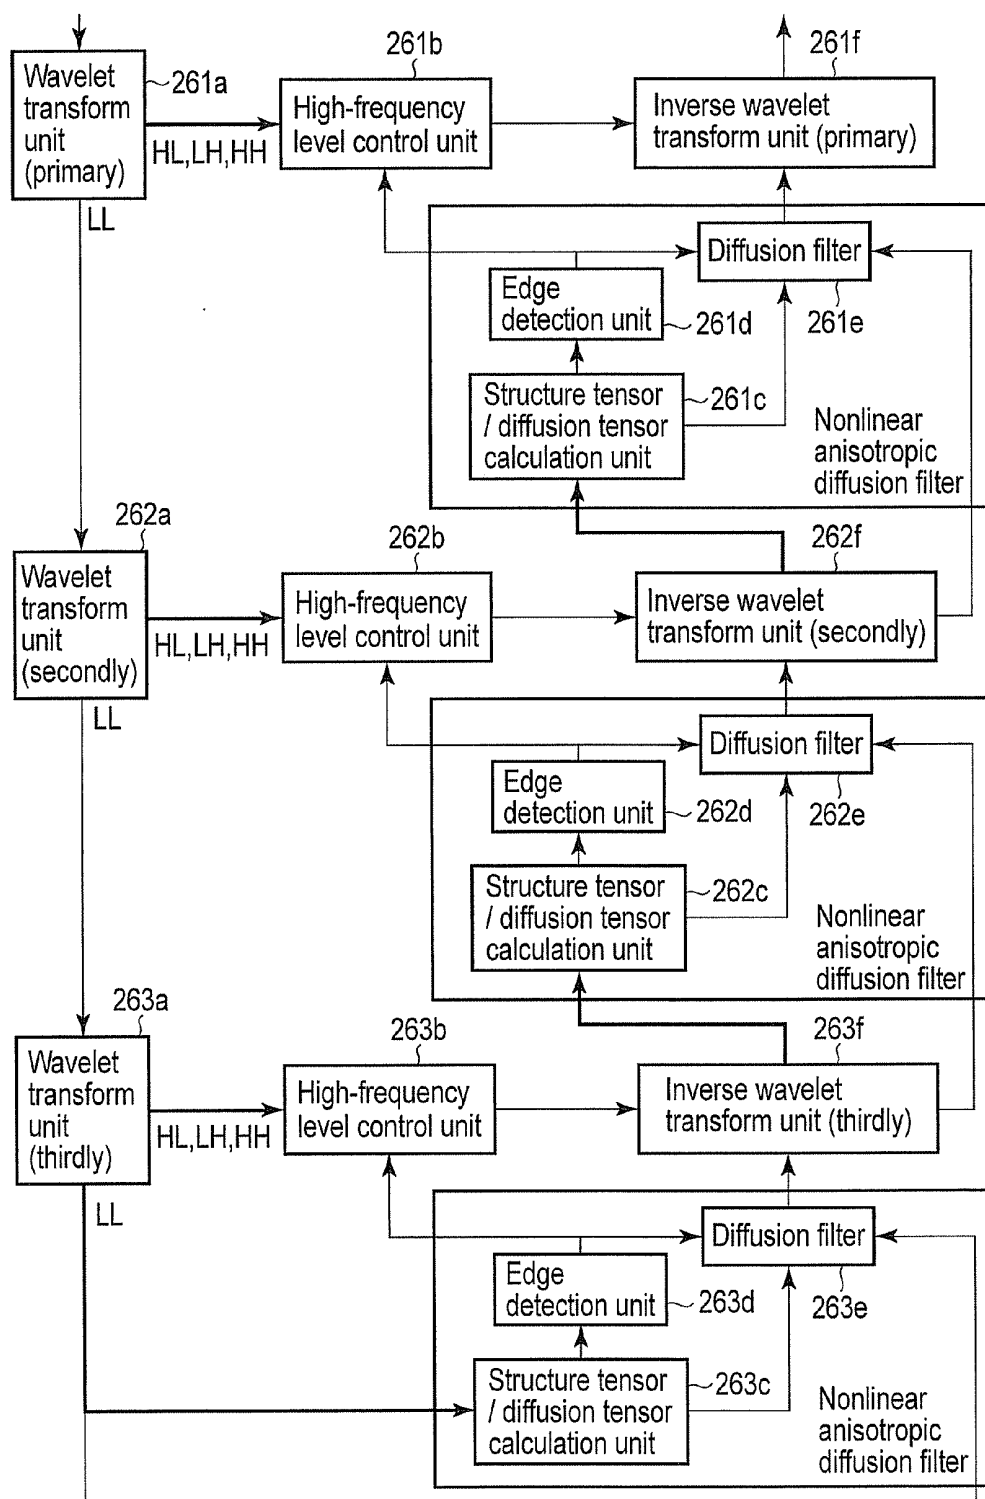 Wavelet
transform
unit
(primary)
261a
HL,LH,HH
LL
261b
High-frequency
level control unit
261f
Inverse wavelet
transform unit (primary)
Diffusion filter
261e
Edge
detection unit
261d
Structure tensor
/ diffusion tensor
calculation unit
261c
Nonlinear
anisotropic
diffusion filter
262a
Wavelet
transform
unit
(secondly)
HL,LH,HH
LL
262b
High-frequency
level control unit
262f
Inverse wavelet
transform unit (secondly)
Diffusion filter
262e
Edge
detection unit
262d
Structure tensor
/ diffusion tensor
calculation unit
262c
Nonlinear
anisotropic
diffusion filter
263a
Wavelet
transform
unit
(thirdly)
HL,LH,HH
LL
263b
High-frequency
level control unit
263f
Inverse wavelet
transform unit (thirdly)
Diffusion filter
263e
Edge
detection unit
263d
Structure tensor
/ diffusion tensor
calculation unit
263c
Nonlinear
anisotropic
diffusion filter